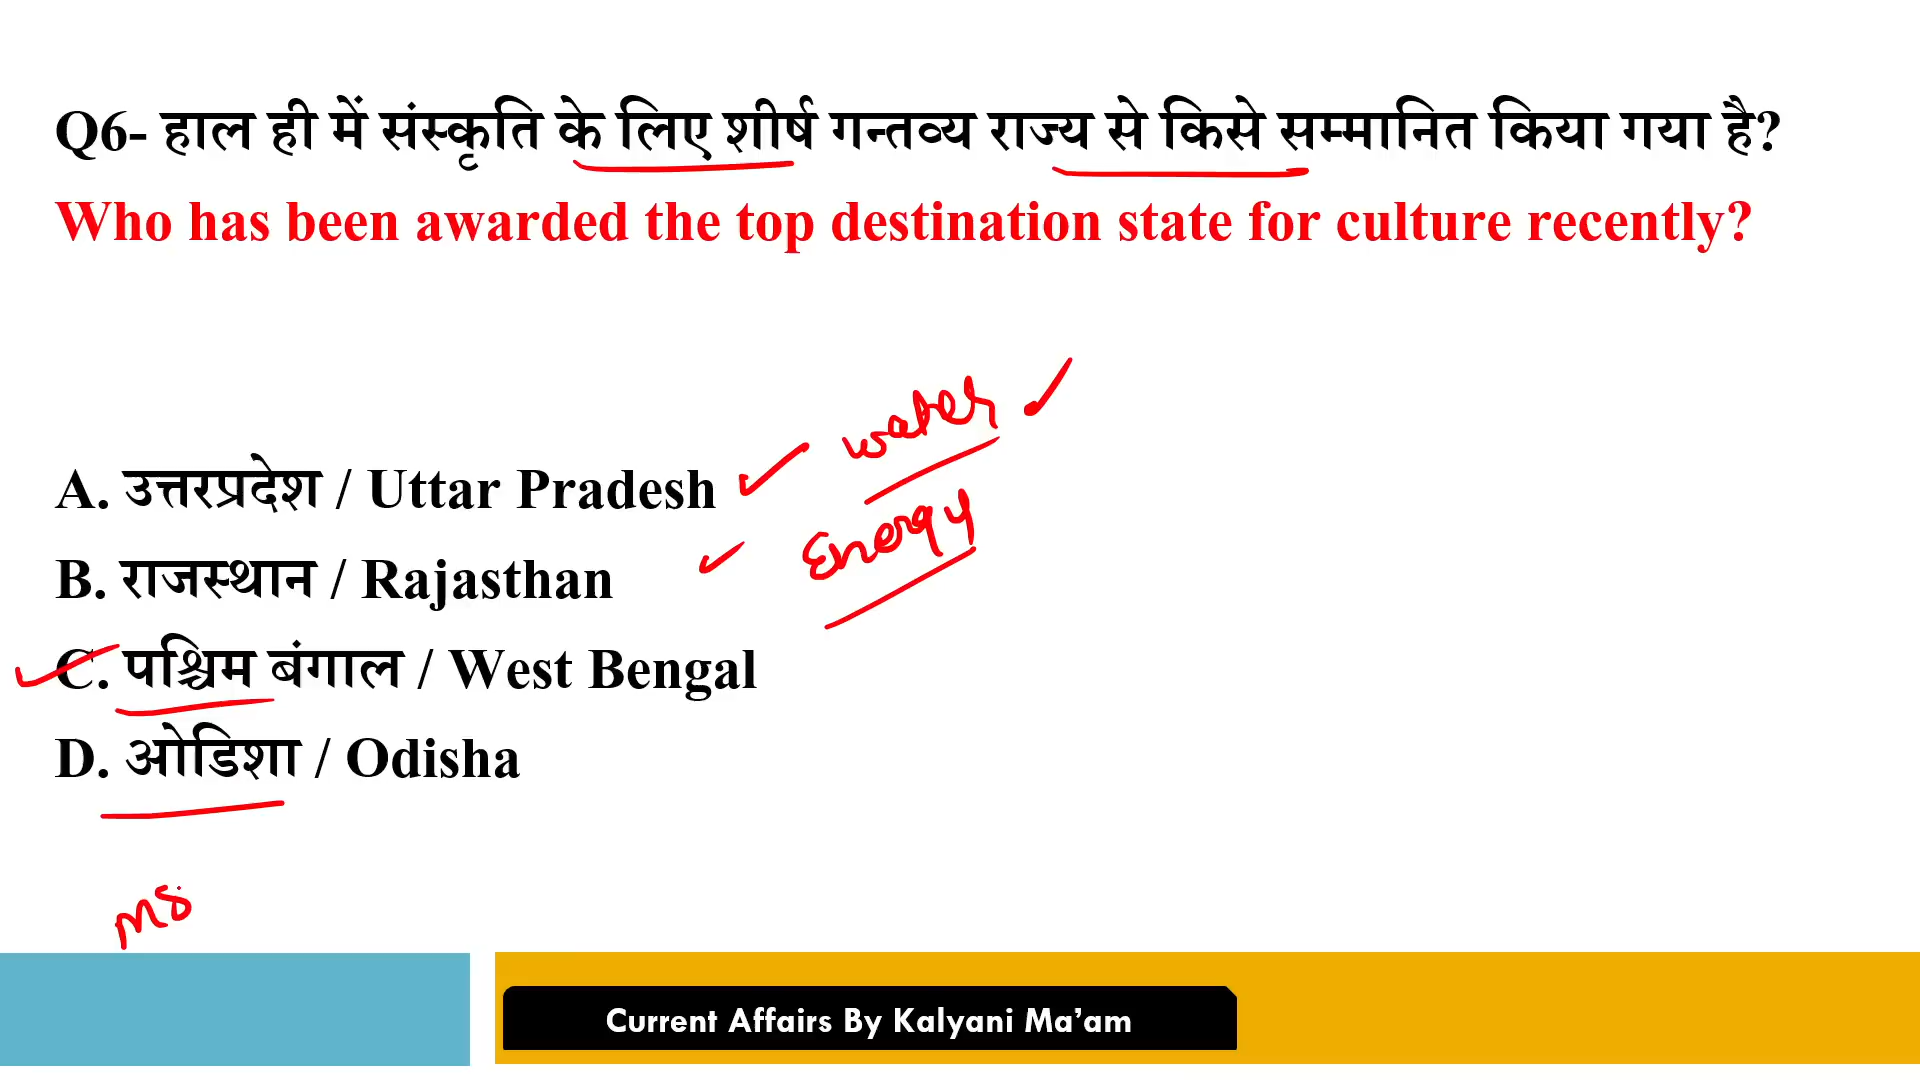 Q6- हाल ही में संस्कृति के लिए शीर्ष गन्तव्य राज्य से किसे सम्मानित किया गया है?
Who has been awarded the top destination state for culture recently?
water
A. उत्तरप्रदेश / Uttar Pradesh
Energy
B. राजस्थान / Rajasthan
C. पश्चिम बंगाल / West Bengal
D. ओडिशा / Odisha
Current Affairs By Kalyani Ma’am